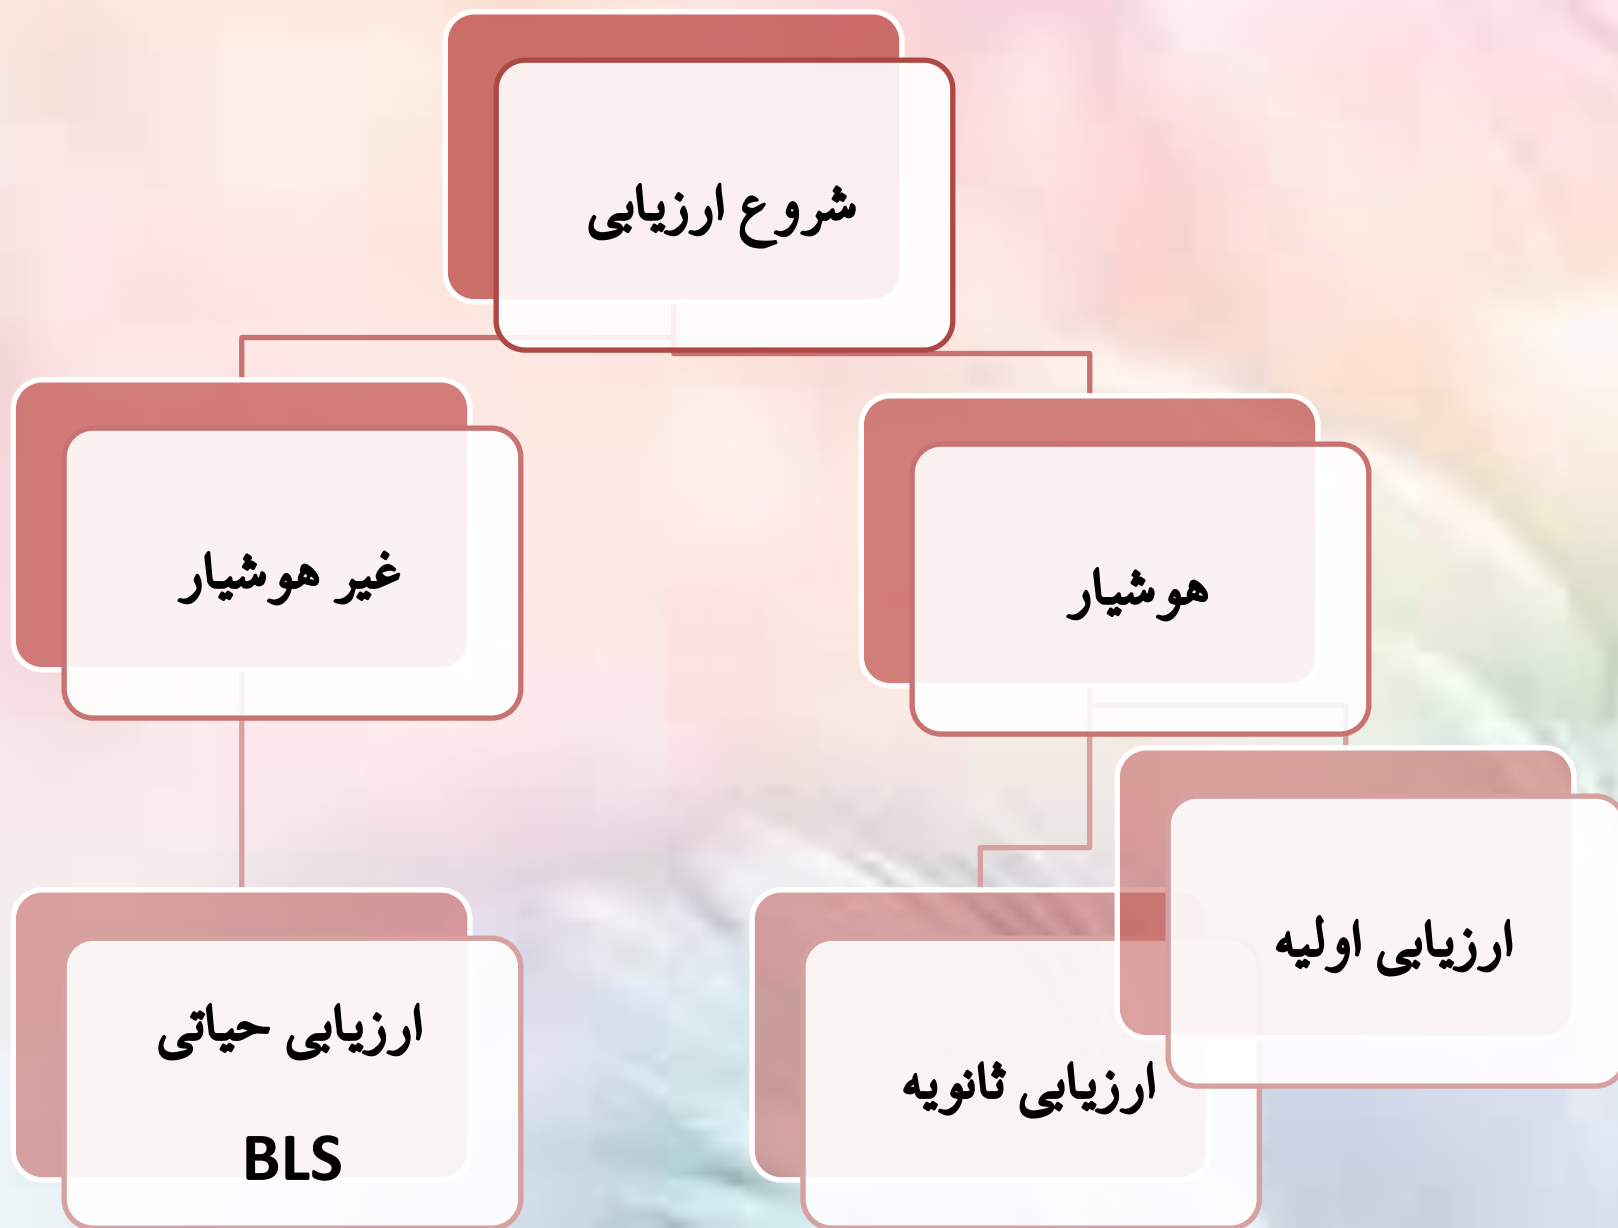 شروع ارزیابی
هوشیار
غیر هوشیار
ارزیابی اولیه
ارزیابی ثانویه
ارزیابی حیاتی
BLS